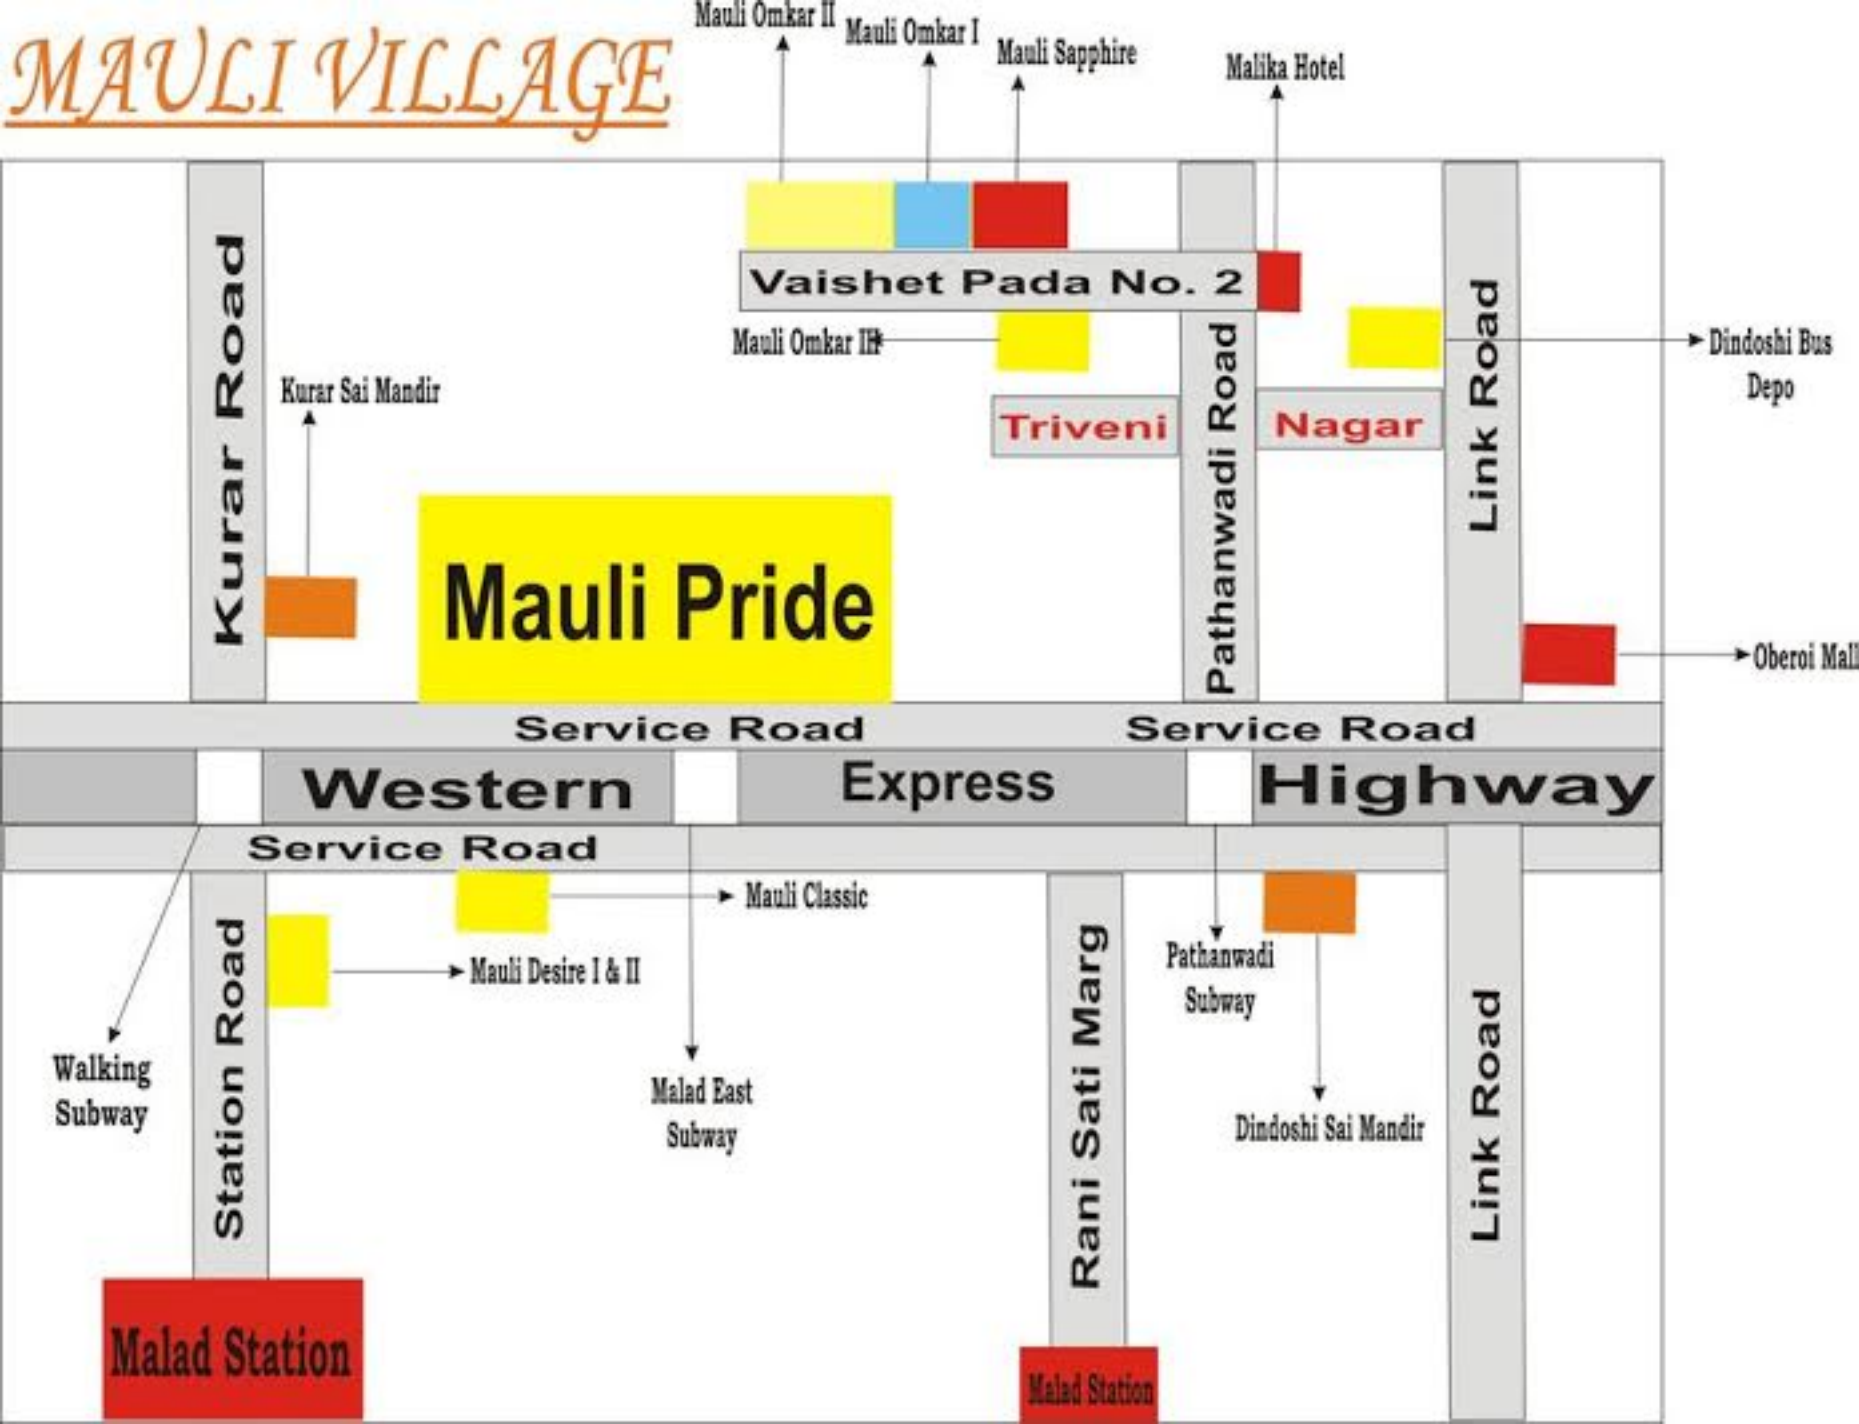 MAULI VILLAGE
Mauli Omkar II
Mauli Omkar I
Mauli Sapphire
Malika Hotel
Kurar Road
Vaishet Pada No. 2
Mauli Omkar III
Pathanwadi Road
Link Road
Dindoshi Bus
Depo
Kurar Sai Mandir
Triveni
Nagar
Mauli Pride
Oberoi Mall
Service Road
Service Road
Western
Express
Highway
Service Road
Mauli Classic
Mauli Desire I & II
Station Road
Rani Sati Marg
Pathanwadi
Subway
Link Road
Walking
Subway
Malad East
Subway
Dindoshi Sai Mandir
Malad Station
Malad Station